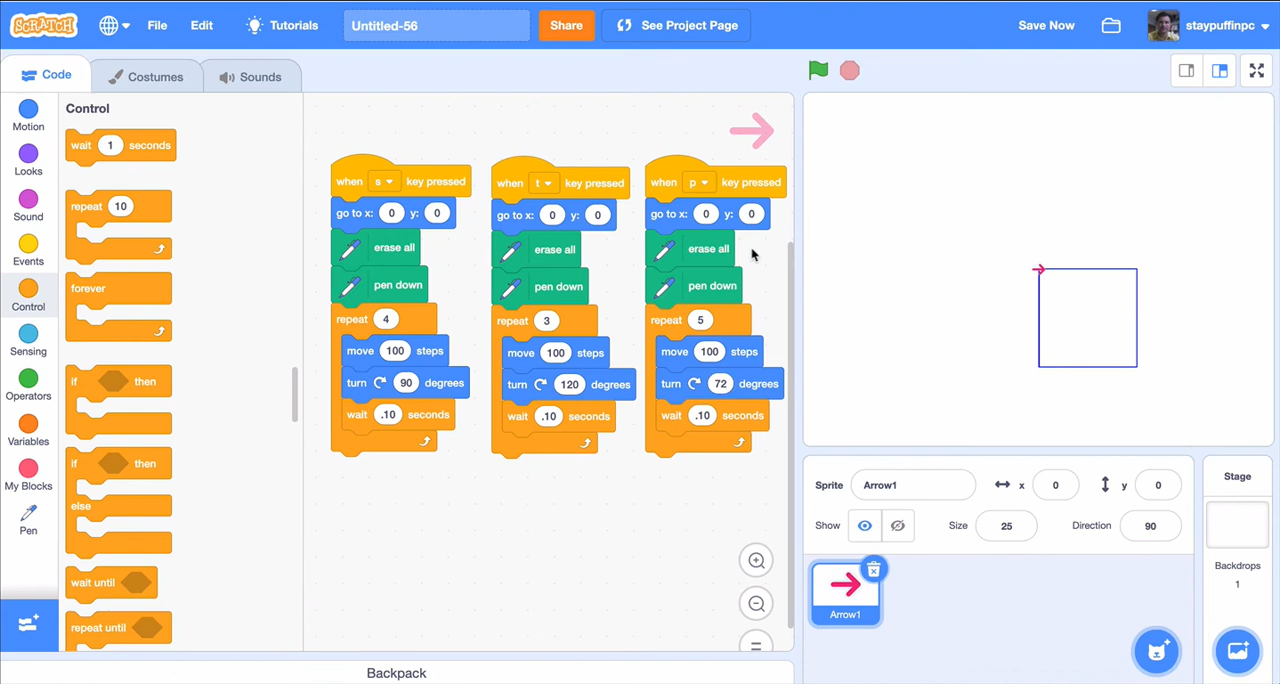 SCRATCH File Edit Tutorials Untitled-56 Share See Project Page Save Now staypuffinpc
Code Costumes Sounds
Motion
Looks
Sound
Events
Control
Sensing
Operators
Variables
My Blocks
Pen
Control
wait 1 seconds
repeat 10
forever
if then
if then
else
wait until
repeat until
when s key pressed
go to x: 0 y: 0
erase all
pen down
repeat 4
move 100 steps
turn 90 degrees
wait .10 seconds
when t key pressed
go to x: 0 y: 0
erase all
pen down
repeat 3
move 100 steps
turn 120 degrees
wait .10 seconds
when p key pressed
go to x: 0 y: 0
erase all
pen down
repeat 5
move 100 steps
turn 72 degrees
wait .10 seconds
Backpack
Sprite Arrow1 x 0 y 0
Show Size 25 Direction 90
Arrow1
Stage
Backdrops
1